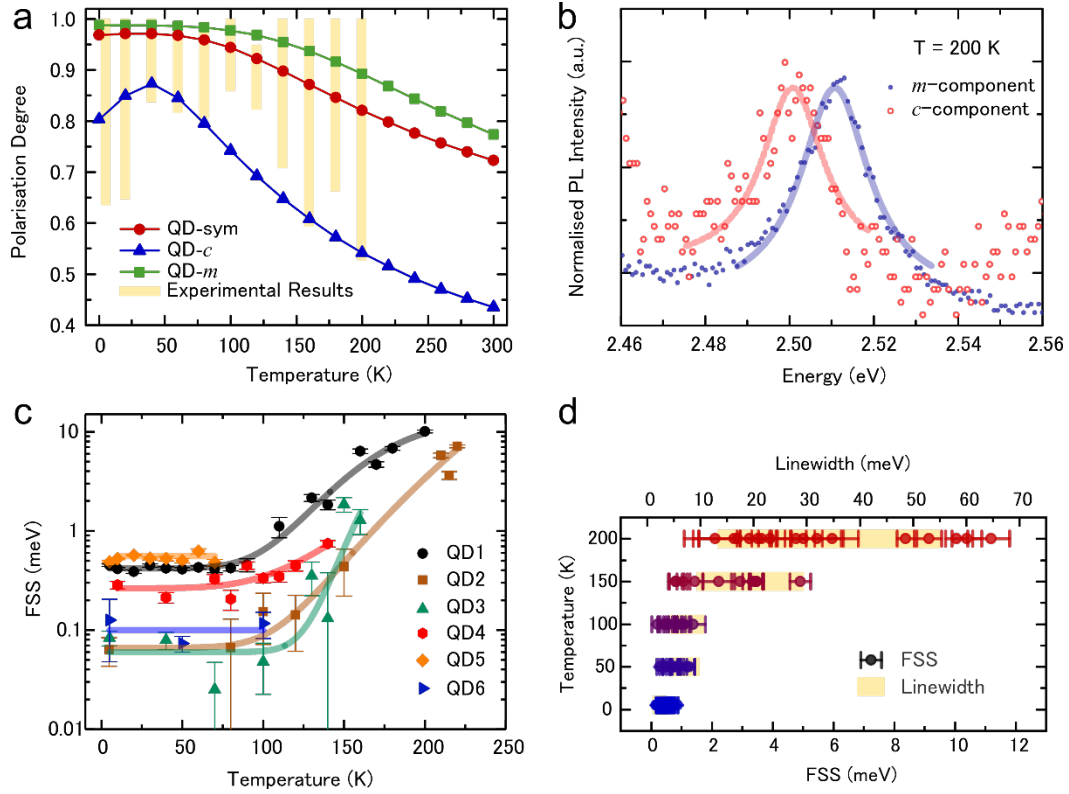 a
1.0
0.9
0.8
0.7
0.6
0.5
0.4
Polarisation Degree
QD-sym
QD-c
QD-m
Experimental Results
0 50 100 150 200 250 300
Temperature (K)
b
Normalised PL Intensity (a.u.)
T = 200 K
m-component
c-component
2.46 2.48 2.50 2.52 2.54 2.56
Energy (eV)
c
10
1
0.1
0.01
FSS (meV)
QD1
QD2
QD3
QD4
QD5
QD6
0 50 100 150 200 250
Temperature (K)
d
Linewidth (meV)
0 10 20 30 40 50 60 70
200
150
100
50
0
Temperature (K)
FSS
Linewidth
0 2 4 6 8 10 12
FSS (meV)